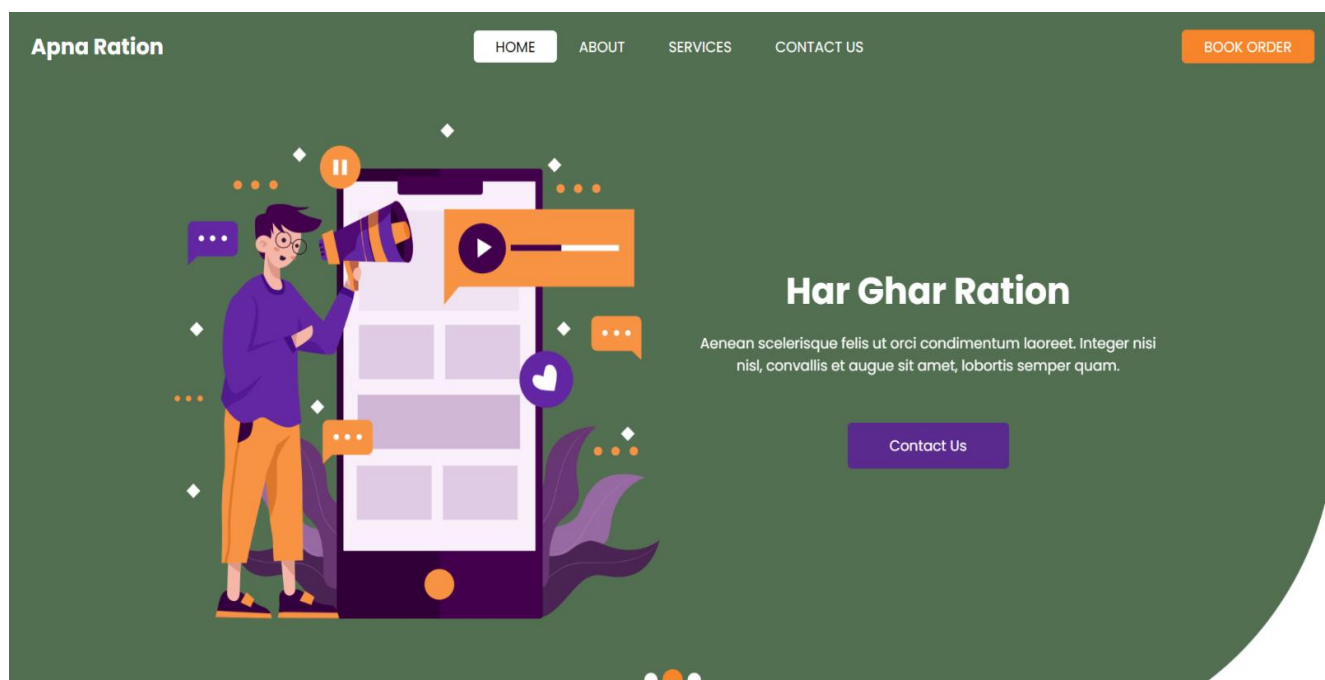 Apna Ration
HOME
ABOUT
SERVICES
CONTACT US
BOOK ORDER
Har Ghar Ration
Aenean scelerisque felis ut orci condimentum laoreet. Integer nisi
nisl, convallis et augue sit amet, lobortis semper quam.
Contact Us